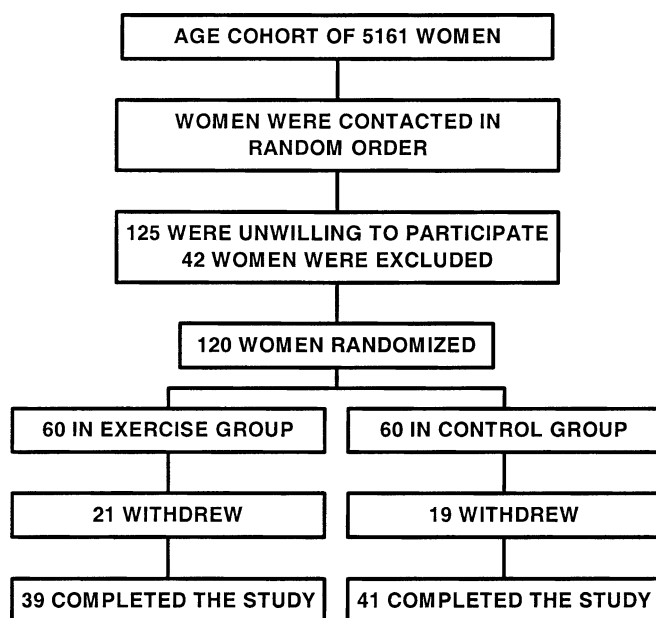 AGE COHORT OF 5161 WOMEN
WOMEN WERE CONTACTED IN
RANDOM ORDER
125 WERE UNWILLING TO PARTICIPATE
42 WOMEN WERE EXCLUDED
120 WOMEN RANDOMIZED
60 IN EXERCISE GROUP
60 IN CONTROL GROUP
21 WITHDREW
19 WITHDREW
39 COMPLETED THE STUDY
41 COMPLETED THE STUDY